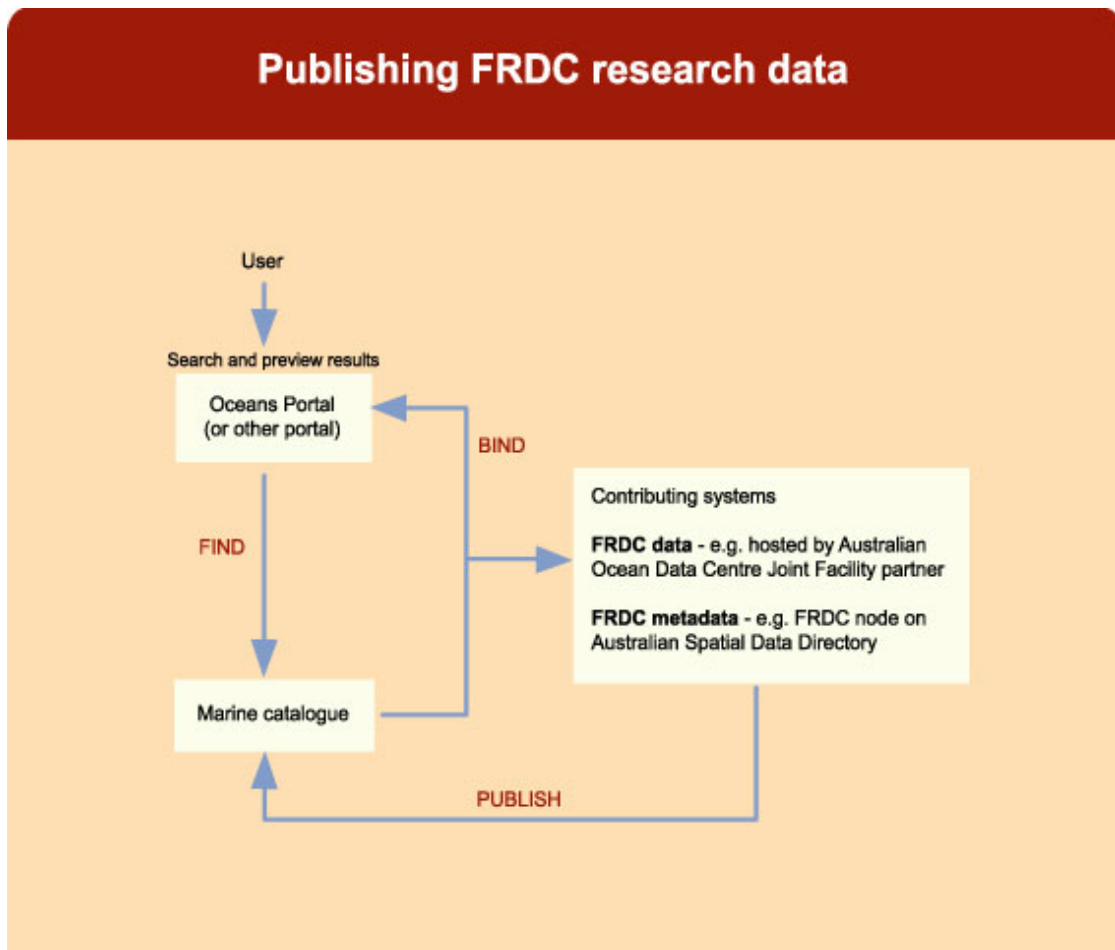 Publishing FRDC research data
User
Search and preview results
Oceans Portal
(or other portal)
BIND
Contributing systems
FRDC data - e.g. hosted by Australian
Ocean Data Centre Joint Facility partner
FRDC metadata - e.g. FRDC node on
Australian Spatial Data Directory
FIND
Marine catalogue
PUBLISH